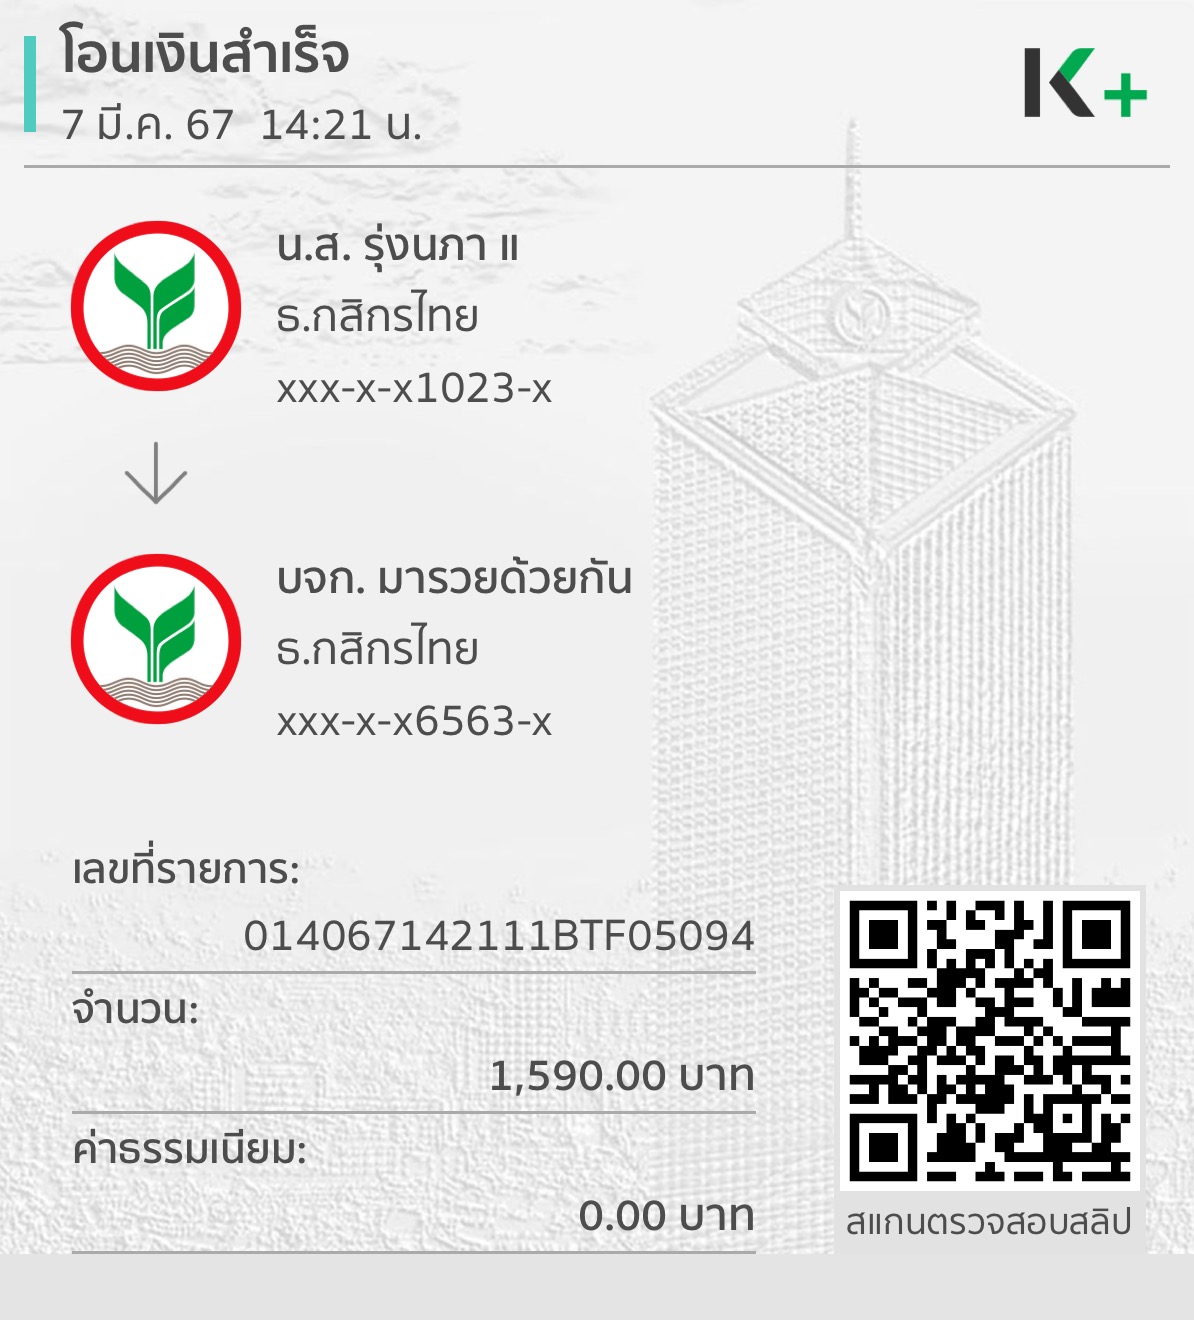 โอนเงินสำเร็จ
7 มี.ค. 67 14:21 น.
K+
น.ส. รุ่งนภา แ
ธ.กสิกรไทย
xxx-x-x1023-x
บจก. มารวยด้วยกัน
ธ.กสิกรไทย
xxx-x-x6563-x
เลขที่รายการ:
014067142111BTF05094
จำนวน:
1,590.00 บาท
ค่าธรรมเนียม:
0.00 บาท
สแกนตรวจสอบสลิป